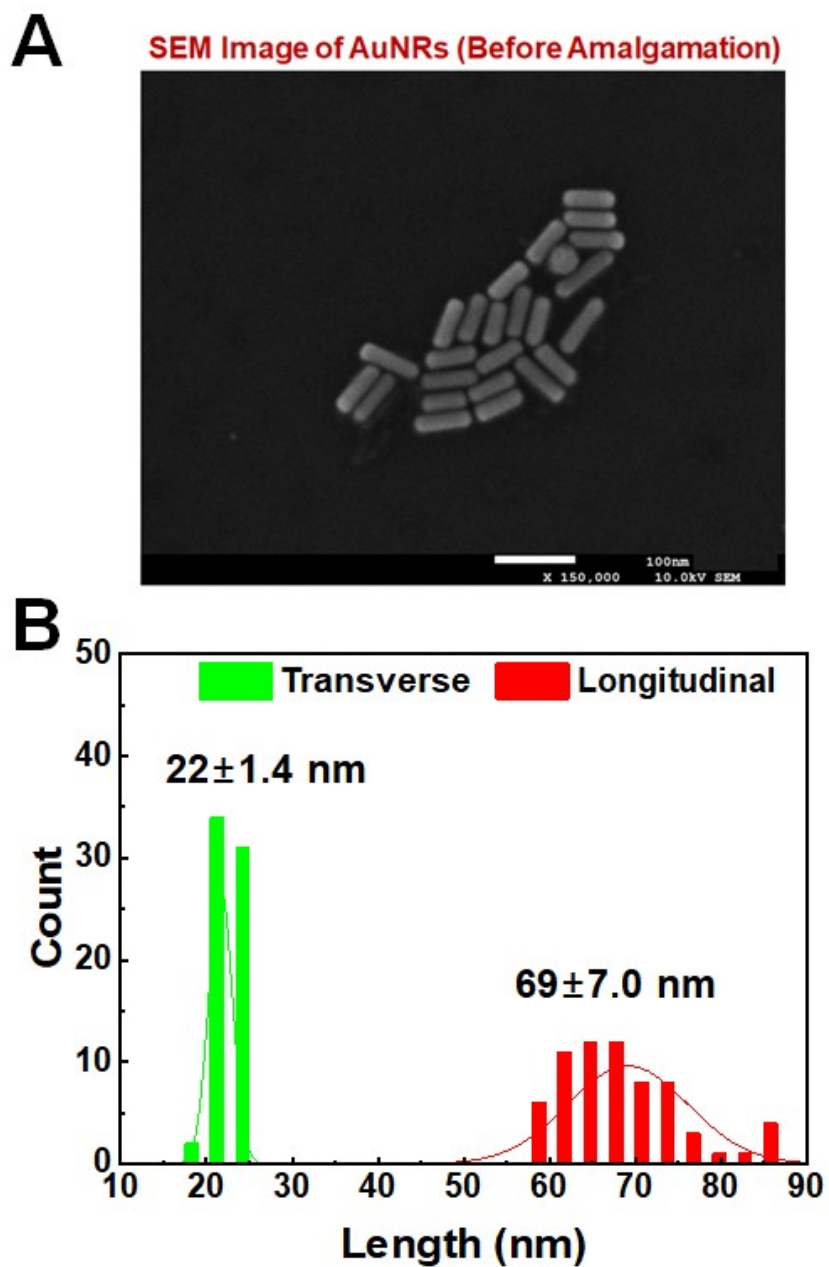 A
SEM Image of AuNRs (Before Amalgamation)
100nm
X 150,000 10.0kV SEM
B
50
Transverse Longitudinal
40
22±1.4 nm
30
Count
20
69±7.0 nm
10
0
10 20 30 40 50 60 70 80 90
Length (nm)